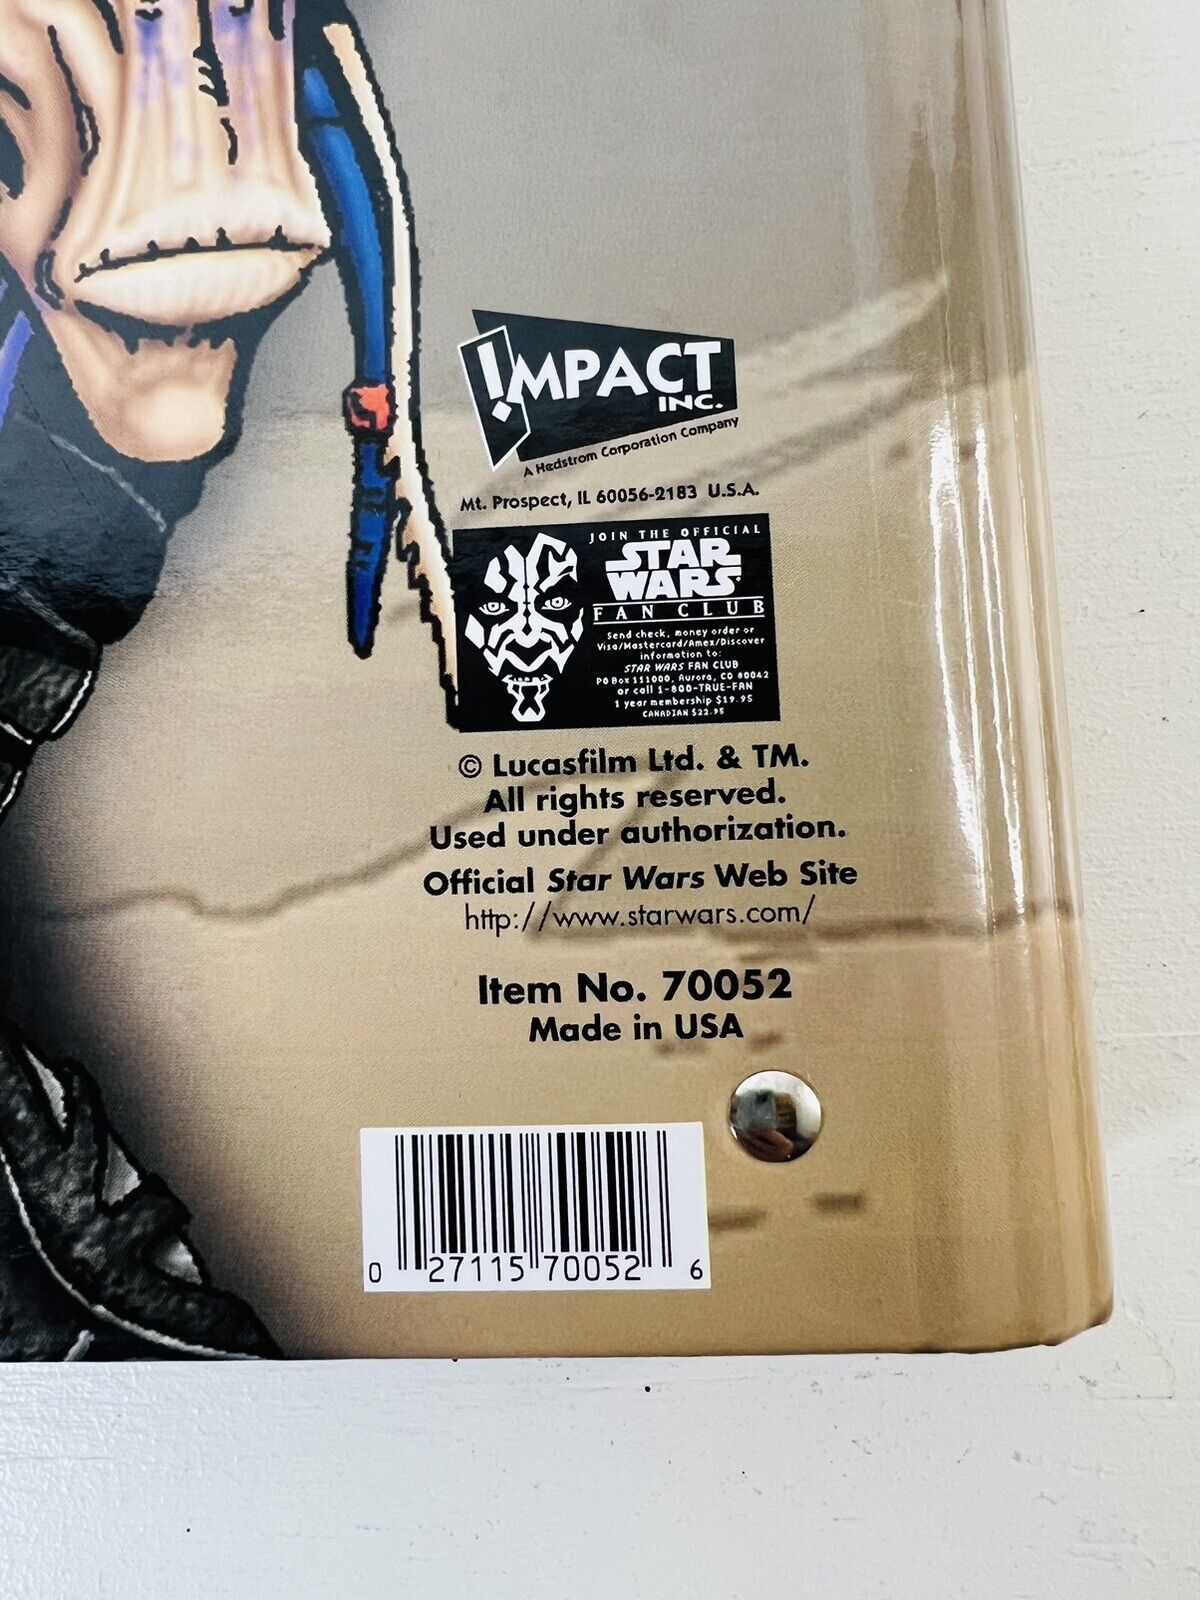 !MPACT
INC.
A Hedstrom Corporation Company
Mt. Prospect, IL 60056-2183 U.S.A.
JOIN THE OFFICIAL
STAR
WARS
FAN CLUB
Send check, money order or
Visa/Mastercard/Amex/Discover
information to:
STAR WARS FAN CLUB
PO Box 111000, Aurora, CO 80042
or call 1-800-TRUE-FAN
1 year membership $19.95
CANADIAN $22.95
© Lucasfilm Ltd. & TM.
All rights reserved.
Used under authorization.
Official Star Wars Web Site
http://www.starwars.com/
Item No. 70052
Made in USA
0 27115 70052 6